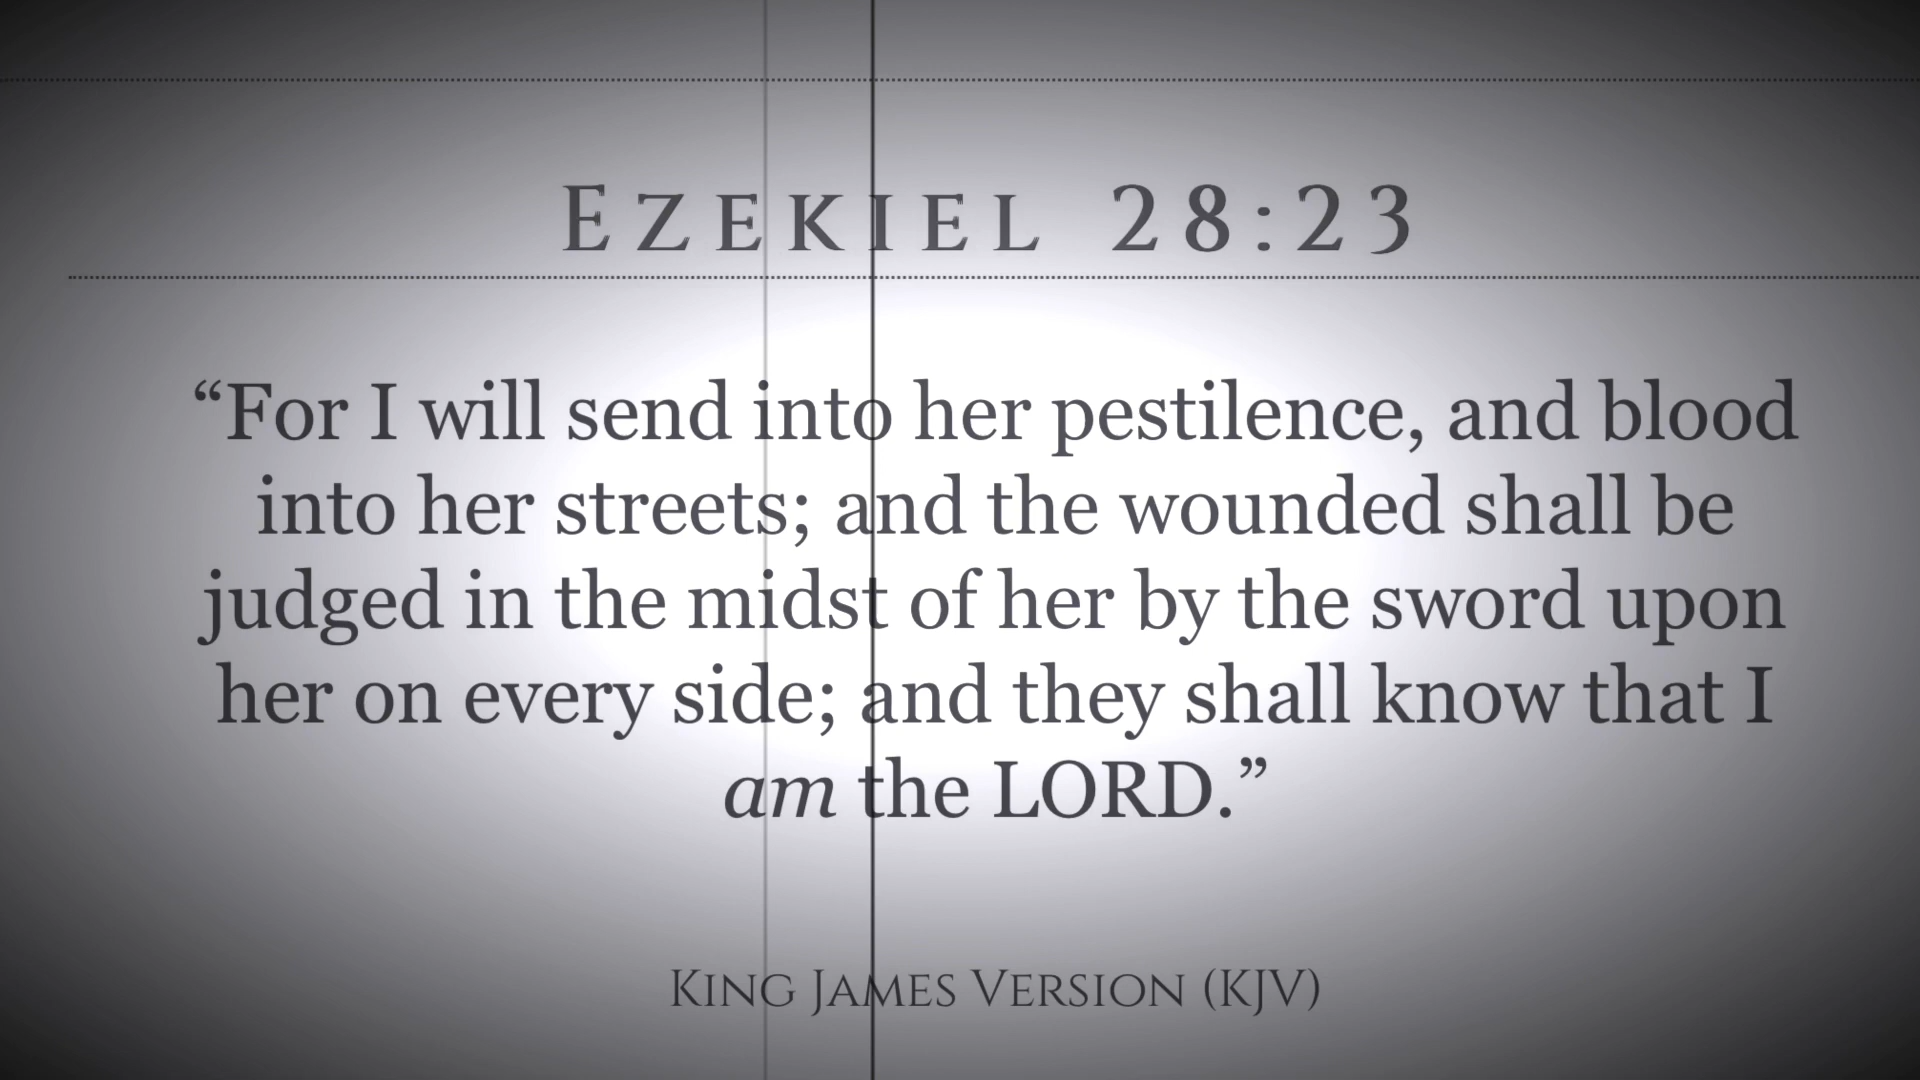 EZEKIEL 28:23
“For I will send into her pestilence, and blood
into her streets; and the wounded shall be
judged in the midst of her by the sword upon
her on every side; and they shall know that I
am the LORD.”
KING JAMES VERSION (KJV)